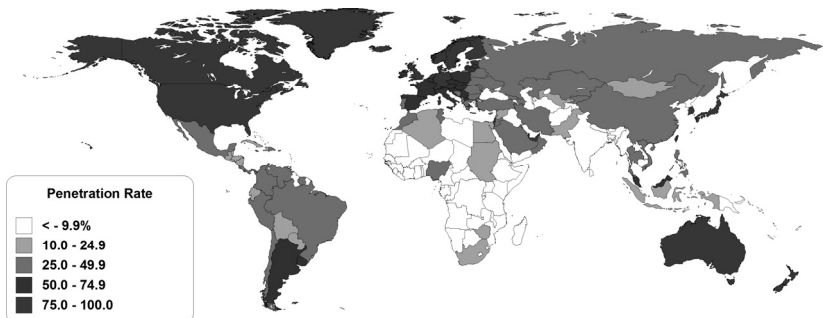 Penetration Rate
< - 9.9%
10.0 - 24.9
25.0 - 49.9
50.0 - 74.9
75.0 - 100.0